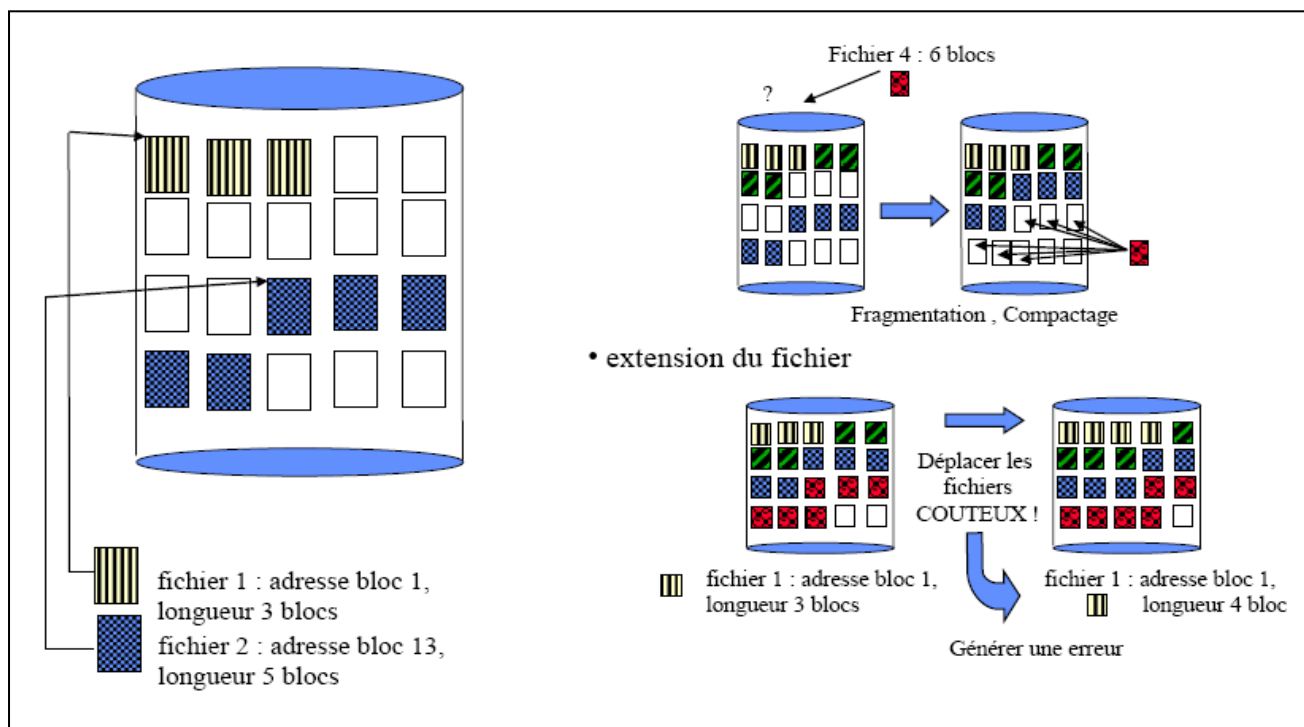 fichier 1 : adresse bloc 1,
longueur 3 blocs
fichier 2 : adresse bloc 13,
longueur 5 blocs
Fichier 4 : 6 blocs
?
Fragmentation , Compactage
• extension du fichier
Déplacer les
fichiers
COUTEUX !
fichier 1 : adresse bloc 1,
longueur 3 blocs
fichier 1 : adresse bloc 1,
longueur 4 bloc
Générer une erreur